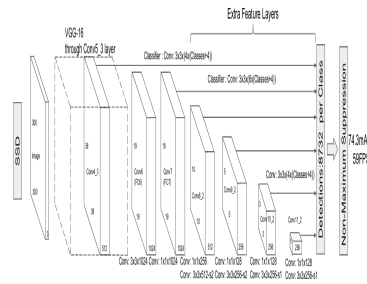 Extra Feature Layers
VGG-16
through Conv5_3 layer
Classifier : Conv: 3x3x(4x(Classes+4))
Classifier : Conv: 3x3x(6x(Classes+4))
Conv: 3x3x(4x(Classes+4))
SSD
300
Image
300
3
38
Conv4_3
38
512
19
Conv6
(FC6)
19
1024
19
Conv7
(FC7)
19
1024
10
Conv8_2
10
512
5
Conv9_2
5
256
3
Conv10_2
3
256
Conv11_2
256
Detections:8732 per Class
Non-Maximum Suppression
74.3mA
59FPS
Conv: 3x3x1024
Conv: 1x1x1024
Conv: 1x1x256
Conv: 3x3x512-s2
Conv: 1x1x128
Conv: 3x3x256-s2
Conv: 1x1x128
Conv: 3x3x256-s1
Conv: 1x1x128
Conv: 3x3x256-s1